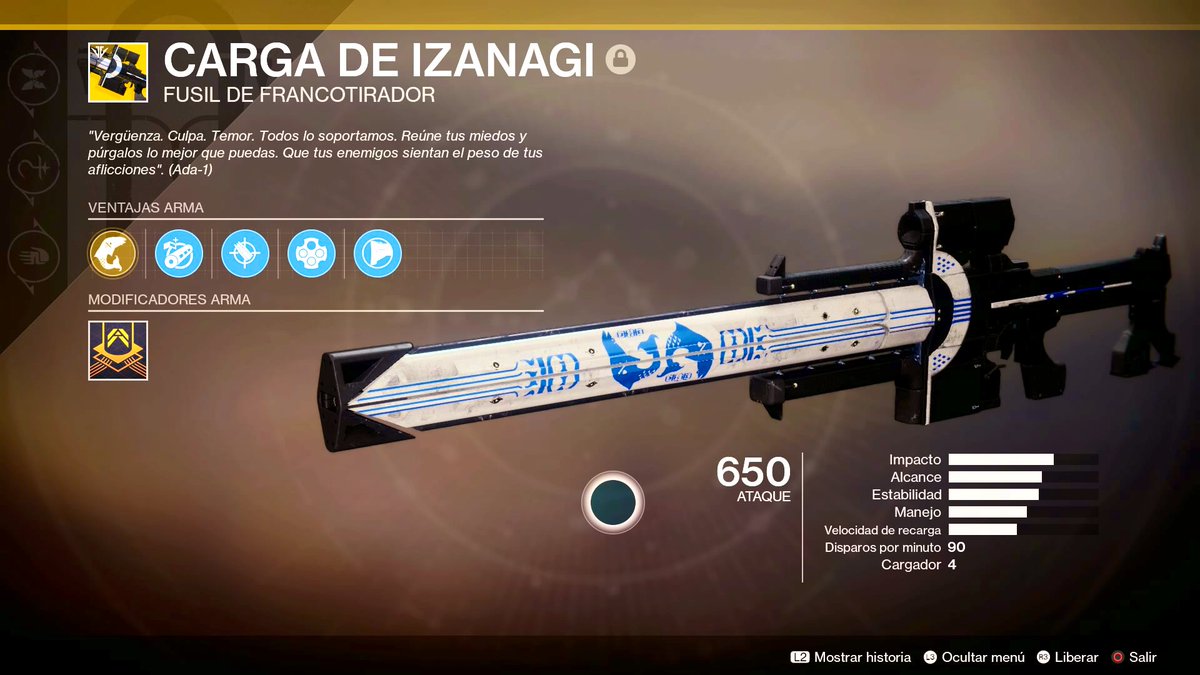 CARGA DE IZANAGI
FUSIL DE FRANCOTIRADOR
"Vergüenza. Culpa. Temor. Todos lo soportamos. Reúne tus miedos y
púrgalos lo mejor que puedas. Que tus enemigos sientan el peso de tus
aflicciones". (Ada-1)
VENTAJAS ARMA
MODIFICADORES ARMA
650
ATAQUE
Impacto
Alcance
Estabilidad
Manejo
Velocidad de recarga
Disparos por minuto 90
Cargador 4
L2 Mostrar historia L3 Ocultar menú R3 Liberar Salir